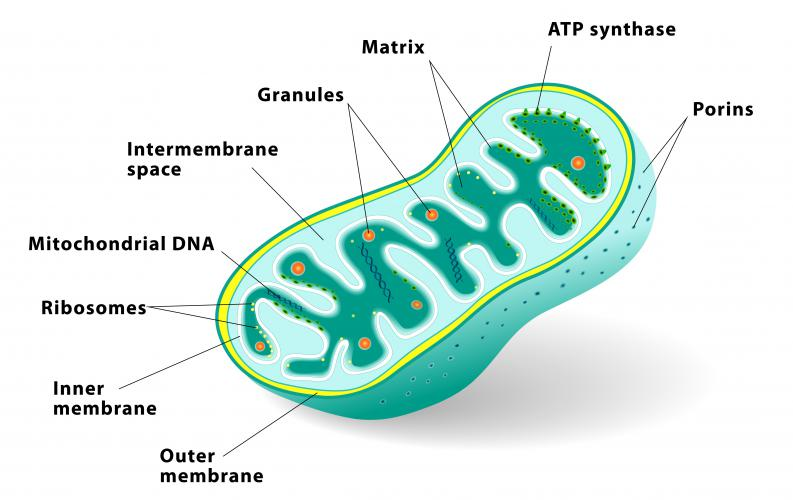 ATP synthase
Matrix
Granules
Porins
Intermembrane
space
Mitochondrial DNA
Ribosomes
Inner
membrane
Outer
membrane